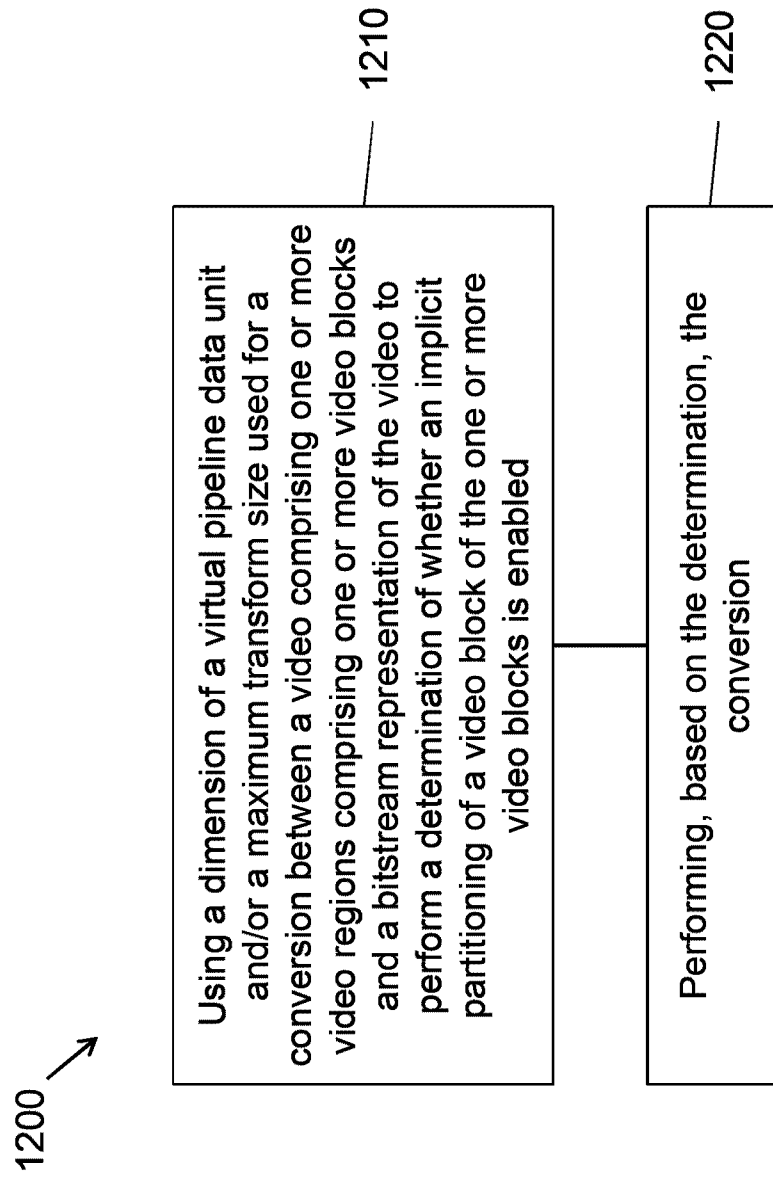 1200
Using a dimension of a virtual pipeline data unit
and/or a maximum transform size used for a
conversion between a video comprising one or more
video regions comprising one or more video blocks
and a bitstream representation of the video to
perform a determination of whether an implicit
partitioning of a video block of the one or more
video blocks is enabled
1210
Performing, based on the determination, the
conversion
1220